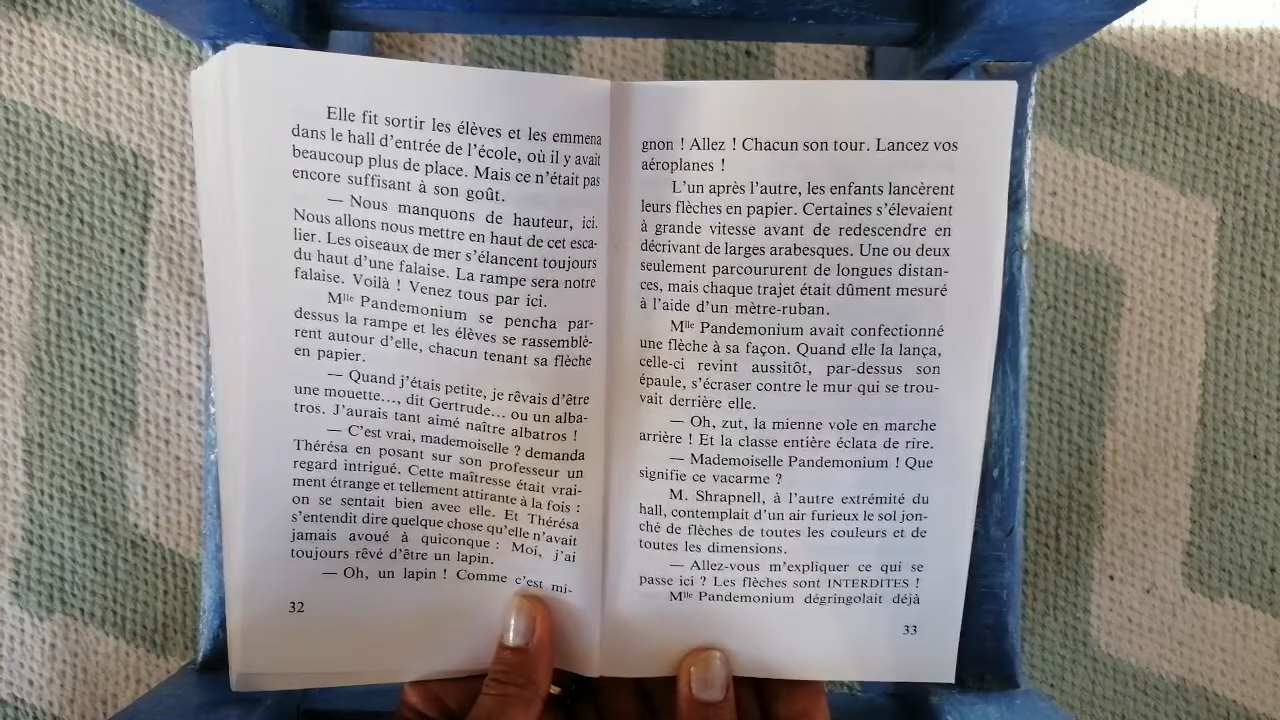 Elle fit sortir les élèves et les emmena
dans le hall d'entrée de l'école, où il y avait
beaucoup plus de place. Mais ce n'était pas
encore suffisant à son goût.
— Nous manquons de hauteur, ici.
Nous allons nous mettre en haut de cet esca-
lier. Les oiseaux de mer s'élancent toujours
du haut d'une falaise. La rampe sera notre
falaise. Voilà ! Venez tous par ici.
Mlle Pandemonium se pencha par-
dessus la rampe et les élèves se rassemblè-
rent autour d'elle, chacun tenant sa flèche
en papier.
— Quand j'étais petite, je rêvais d'être
une mouette..., dit Gertrude... ou un alba-
tros. J'aurais tant aimé naître albatros !
— C'est vrai, mademoiselle ? demanda
Thérésa en posant sur son professeur un
regard intrigué. Cette maîtresse était vrai-
ment étrange et tellement attirante à la fois :
on se sentait bien avec elle. Et Thérésa
s'entendit dire quelque chose qu'elle n'avait
jamais avoué à quiconque : Moi, j'ai
toujours rêvé d'être un lapin.
— Oh, un lapin ! Comme c'est mi-
32
gnon ! Allez ! Chacun son tour. Lancez vos
aéroplanes !
L'un après l'autre, les enfants lancèrent
leurs flèches en papier. Certaines s'élevaient
à grande vitesse avant de redescendre en
décrivant de larges arabesques. Une ou deux
seulement parcoururent de longues distan-
ces, mais chaque trajet était dûment mesuré
à l'aide d'un mètre-ruban.
Mlle Pandemonium avait confectionné
une flèche à sa façon. Quand elle la lança,
celle-ci revint aussitôt, par-dessus son
épaule, s'écraser contre le mur qui se trou-
vait derrière elle.
— Oh, zut, la mienne vole en marche
arrière ! Et la classe entière éclata de rire.
— Mademoiselle Pandemonium ! Que
signifie ce vacarme ?
M. Shrapnell, à l'autre extrémité du
hall, contemplait d'un air furieux le sol jon-
ché de flèches de toutes les couleurs et de
toutes les dimensions.
— Allez-vous m'expliquer ce qui se
passe ici ? Les flèches sont INTERDITES !
Mlle Pandemonium dégringolait déjà
33